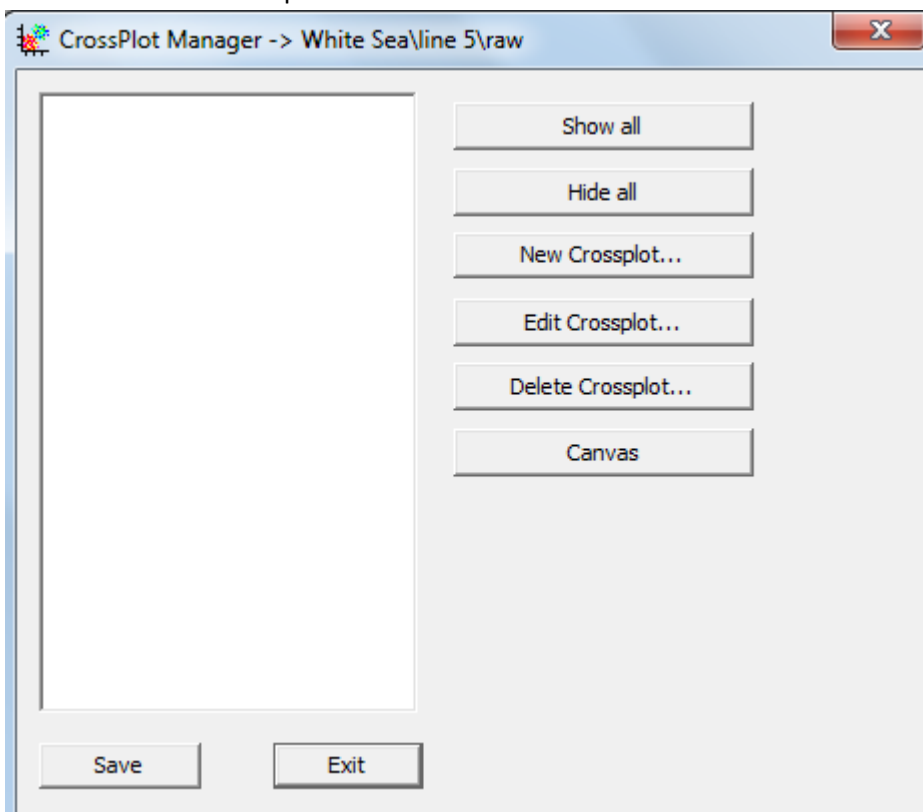 CrossPlot Manager -> White Sea\line 5\raw
Show all
Hide all
New Crossplot...
Edit Crossplot...
Delete Crossplot...
Canvas
Save
Exit